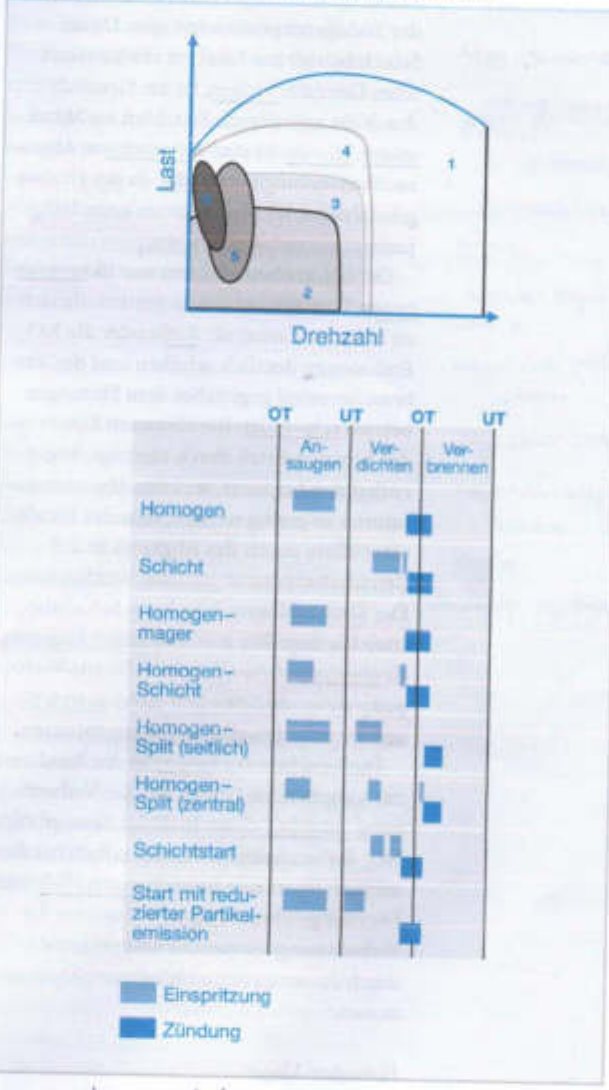 Last
1
4
3
5
2
Drehzahl
OT UT OT UT
An-
saugen
Ver-
dichten
Ver-
brennen
Homogen
Schicht
Homogen-
mager
Homogen-
Schicht
Homogen-
Split (seitlich)
Homogen-
Split (zentral)
Schichtstart
Start mit redu-
zierter Partikel-
emission
Einspritzung
Zündung